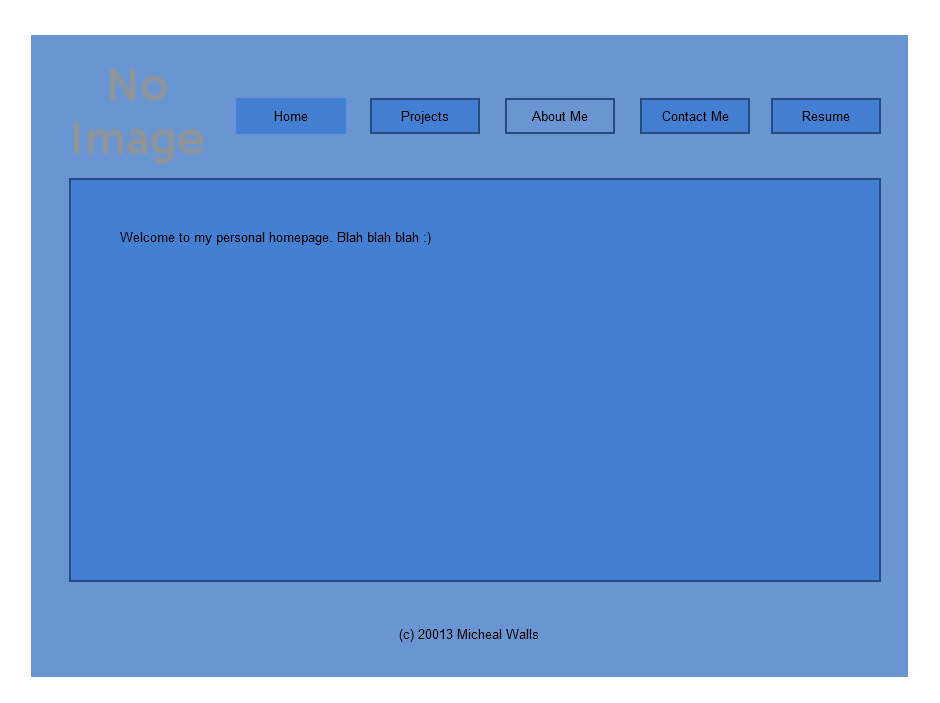 No
Image
Home
Projects
About Me
Contact Me
Resume
Welcome to my personal homepage. Blah blah blah :)
(c) 20013 Micheal Walls